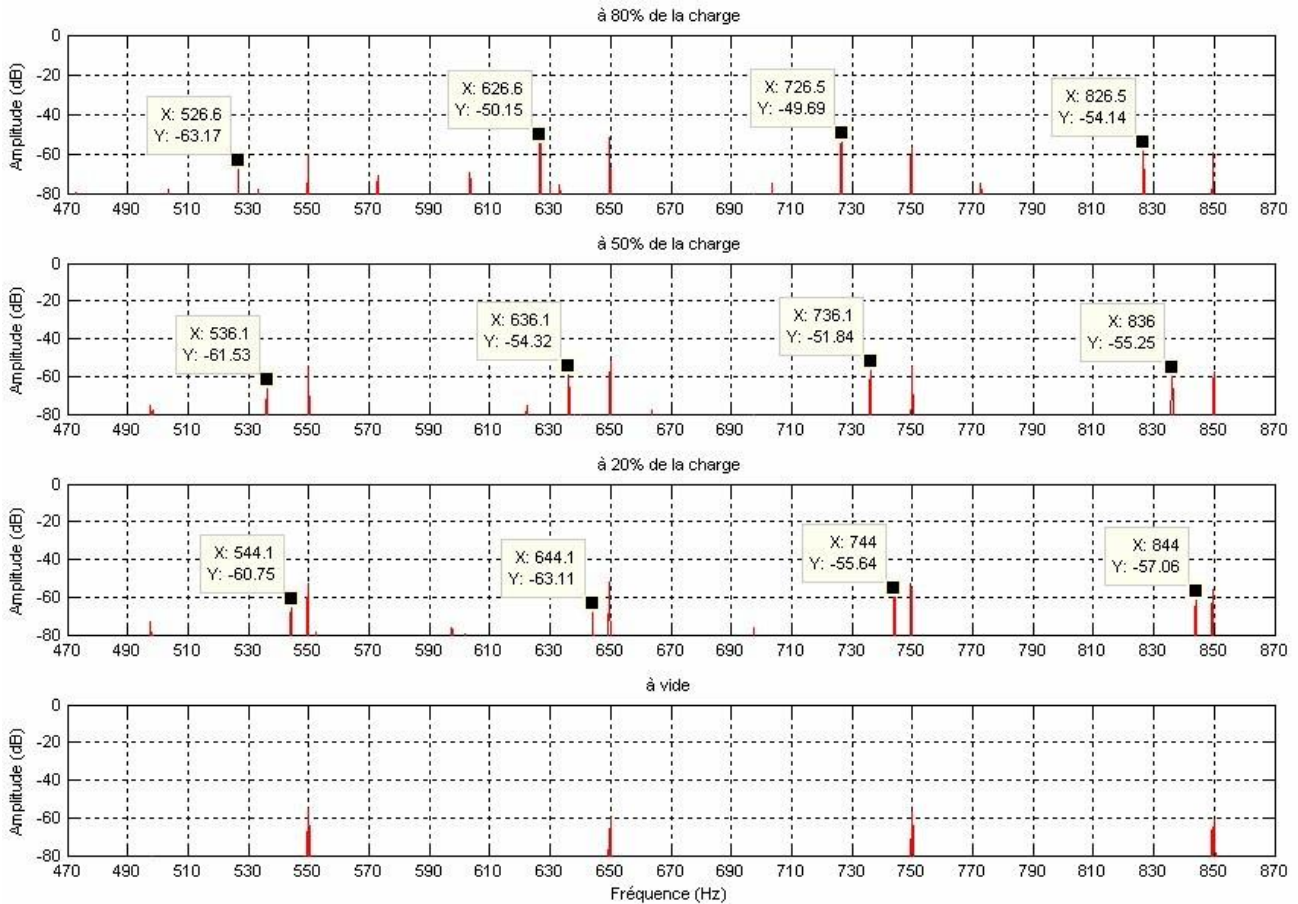 à 80% de la charge
Amplitude (dB)
0
-20
-40
-60
-80
X: 526.6
Y: -63.17
X: 626.6
Y: -50.15
X: 726.5
Y: -49.69
X: 826.5
Y: -54.14
470 490 510 530 550 570 590 610 630 650 670 690 710 730 750 770 790 810 830 850 870
à 50% de la charge
Amplitude (dB)
0
-20
-40
-60
-80
X: 536.1
Y: -61.53
X: 636.1
Y: -54.32
X: 736.1
Y: -51.84
X: 836
Y: -55.25
470 490 510 530 550 570 590 610 630 650 670 690 710 730 750 770 790 810 830 850 870
à 20% de la charge
Amplitude (dB)
0
-20
-40
-60
-80
X: 544.1
Y: -60.75
X: 644.1
Y: -63.11
X: 744
Y: -55.64
X: 844
Y: -57.06
470 490 510 530 550 570 590 610 630 650 670 690 710 730 750 770 790 810 830 850 870
à vide
Amplitude (dB)
0
-20
-40
-60
-80
470 490 510 530 550 570 590 610 630 650 670 690 710 730 750 770 790 810 830 850 870
Fréquence (Hz)